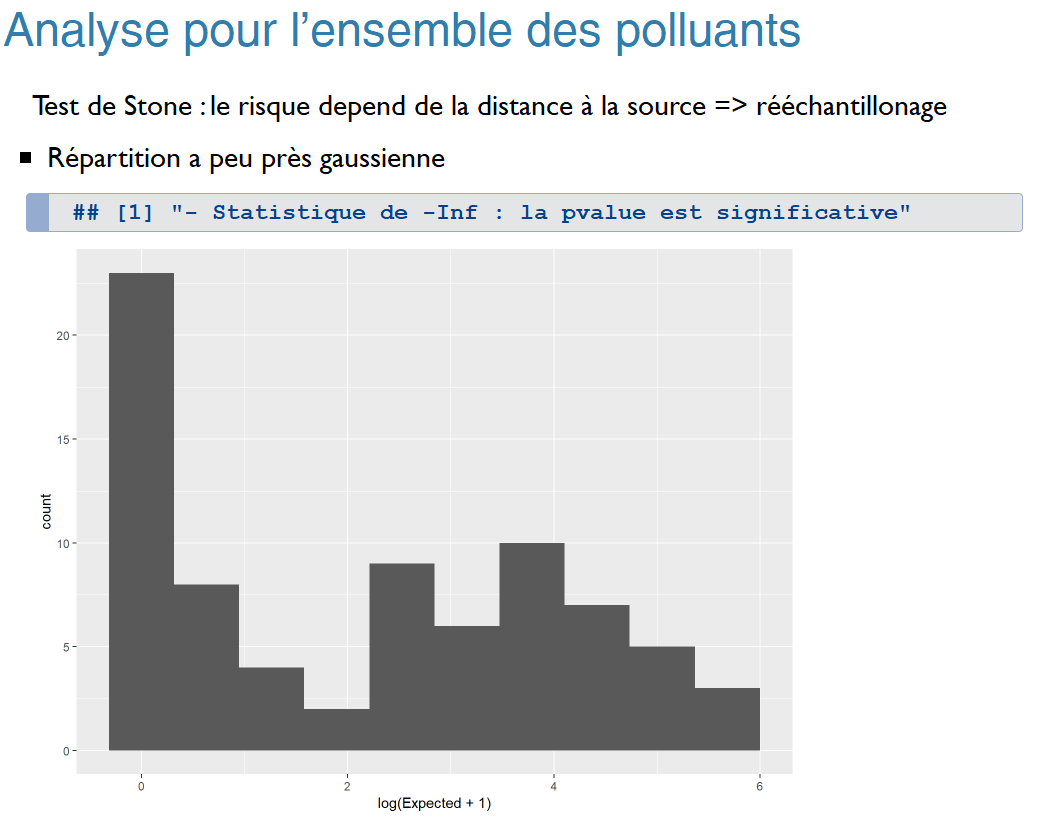 Analyse pour l’ensemble des polluants
Test de Stone : le risque depend de la distance à la source => rééchantillonage
■ Répartition a peu près gaussienne
## [1] "- Statistique de -Inf : la pvalue est significative"
20
15
10
5
0
count
0 2 4 6
log(Expected + 1)